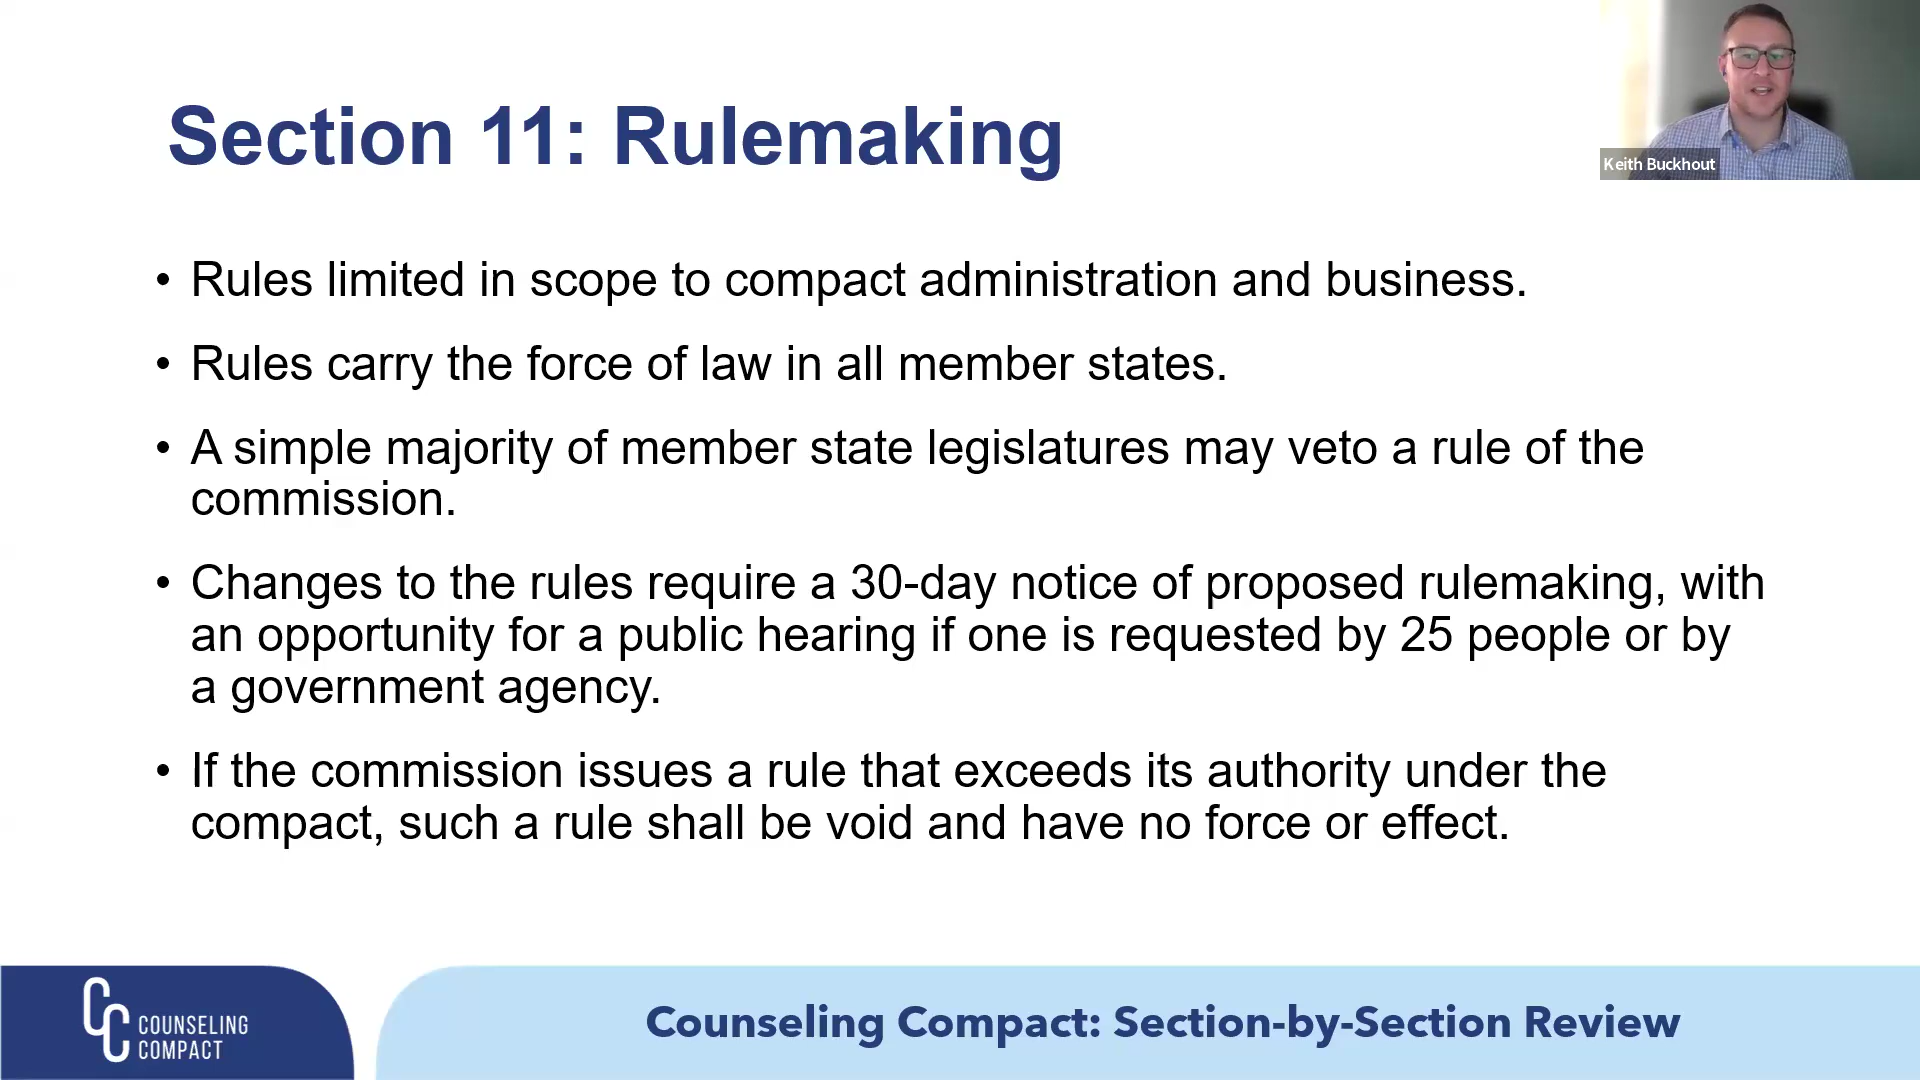 Section 11: Rulemaking
Keith Buckhout
• Rules limited in scope to compact administration and business.
• Rules carry the force of law in all member states.
• A simple majority of member state legislatures may veto a rule of the
commission.
• Changes to the rules require a 30-day notice of proposed rulemaking, with
an opportunity for a public hearing if one is requested by 25 people or by
a government agency.
• If the commission issues a rule that exceeds its authority under the
compact, such a rule shall be void and have no force or effect.
CC COUNSELING
COMPACT
Counseling Compact: Section-by-Section Review